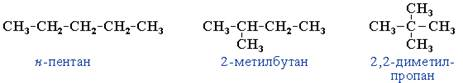 CH₃
CH₃-CH₂-CH₂-CH₂-CH₃ CH₃-CH-CH₂-CH₃ CH₃-C-CH₃
CH₃ CH₃
н-пентан 2-метилбутан 2,2-диметил-
пропан